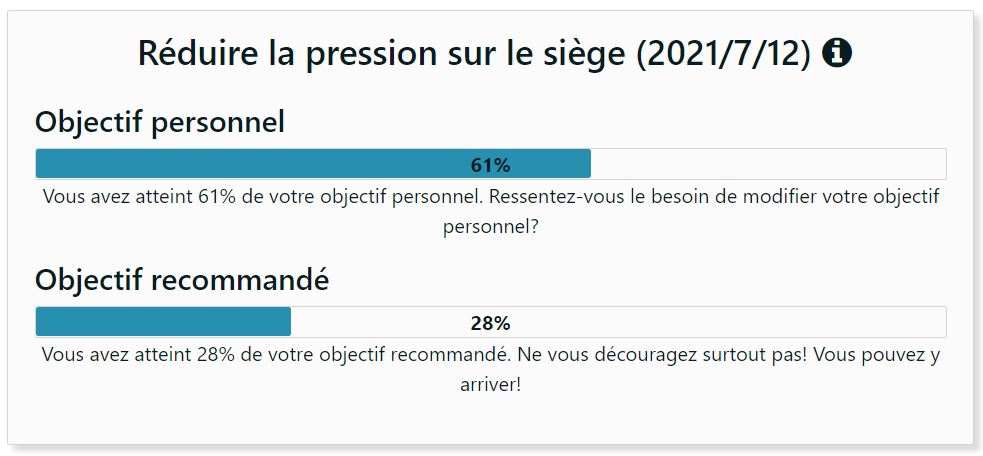 Réduire la pression sur le siège (2021/7/12)
Objectif personnel
61%
Vous avez atteint 61% de votre objectif personnel. Ressentez-vous le besoin de modifier votre objectif
personnel?
Objectif recommandé
28%
Vous avez atteint 28% de votre objectif recommandé. Ne vous découragez surtout pas! Vous pouvez y
arriver!